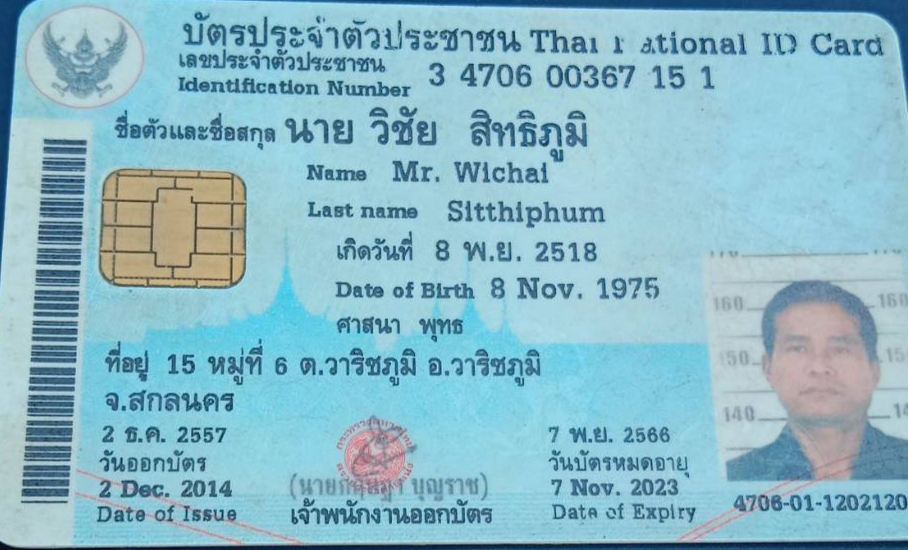 บัตรประจำตัวประชาชน Thai National ID Card
เลขประจำตัวประชาชน
Identification Number 3 4706 00367 15 1
ชื่อตัวและชื่อสกุล นาย วิชัย สิทธิภูมิ
Name Mr. Wichai
Last name Sitthiphum
เกิดวันที่ 8 พ.ย. 2518
Date of Birth 8 Nov. 1975
ศาสนา พุทธ
ที่อยู่ 15 หมู่ที่ 6 ต.วาริชภูมิ อ.วาริชภูมิ
จ.สกลนคร
2 ธ.ค. 2557
วันออกบัตร
2 Dec. 2014
Date of Issue
บุญราช)
เจ้าพนักงานออกบัตร
7 พ.ย. 2566
วันบัตรหมดอายุ
7 Nov. 2023
Date of Expiry
160 160
150 15
140 14
4706-01-1202120